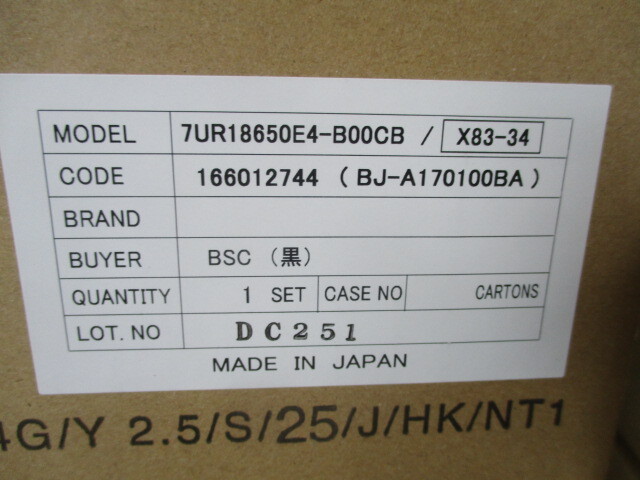 MODEL 7UR18650E4-B00CB / X83-34
CODE 166012744 ( BJ-A170100BA )
BRAND
BUYER BSC (黒)
QUANTITY 1 SET CASE NO CARTONS
LOT. NO DC251
MADE IN JAPAN
4G/Y 2.5/S/25/J/HK/NT1